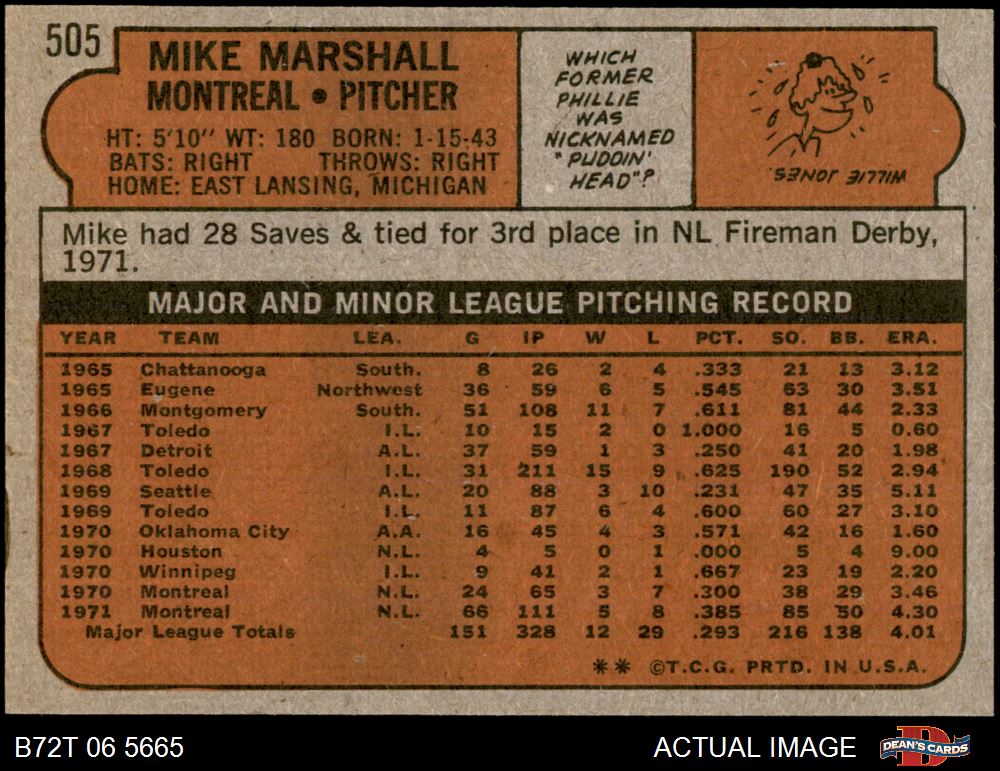 505
MIKE MARSHALL
MONTREAL • PITCHER
HT: 5'10" WT: 180 BORN: 1-15-43
BATS: RIGHT THROWS: RIGHT
HOME: EAST LANSING, MICHIGAN
WHICH
FORMER
PHILLIE
WAS
NICKNAMED
"PUDDIN'
HEAD"?
WILLIE JONES.
Mike had 28 Saves & tied for 3rd place in NL Fireman Derby,
1971.
MAJOR AND MINOR LEAGUE PITCHING RECORD
YEAR TEAM LEA. G IP W L PCT. SO. BB. ERA.
1965 Chattanooga South. 8 26 2 4 .333 21 13 3.12
1965 Eugene Northwest 36 59 6 5 .545 63 30 3.51
1966 Montgomery South. 51 108 11 7 .611 81 44 2.33
1967 Toledo I.L. 10 15 2 0 1.000 16 5 0.60
1967 Detroit A.L. 37 59 1 3 .250 41 20 1.98
1968 Toledo I.L. 31 211 15 9 .625 190 52 2.94
1969 Seattle A.L. 20 88 3 10 .231 47 35 5.11
1969 Toledo I.L. 11 87 6 4 .600 60 27 3.10
1970 Oklahoma City A.A. 16 45 4 3 .571 42 16 1.60
1970 Houston N.L. 4 5 0 1 .000 5 4 9.00
1970 Winnipeg I.L. 9 41 2 1 .667 23 19 2.20
1970 Montreal N.L. 24 65 3 7 .300 38 29 3.46
1971 Montreal N.L. 66 111 5 8 .385 85 50 4.30
Major League Totals 151 328 12 29 .293 216 138 4.01
** ©T.C.G. PRTD. IN U.S.A.
B72T 06 5665 ACTUAL IMAGE DEAN'S CARDS